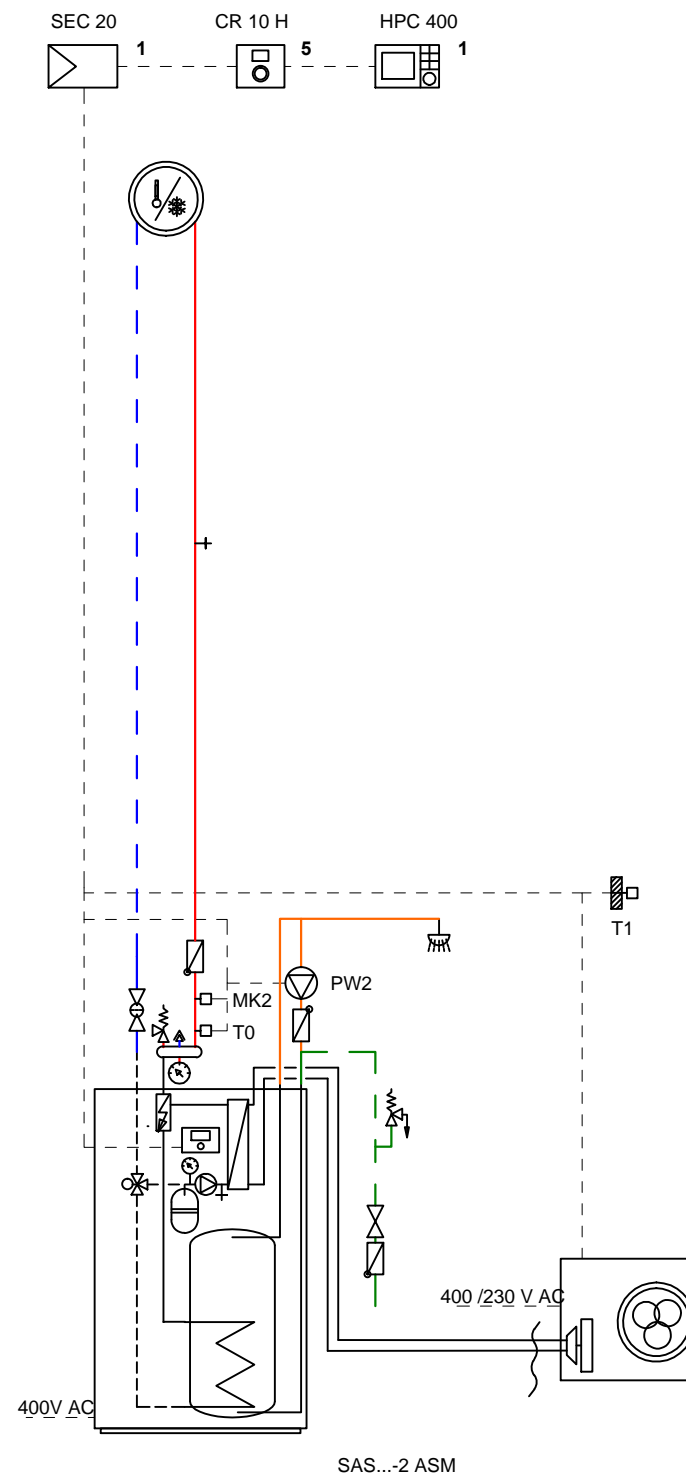 SEC 20
CR 10 H
HPC 400
1
5
1
T1
PW2
MK2
T0
400 /230 V AC
400V AC
SAS...-2 ASM